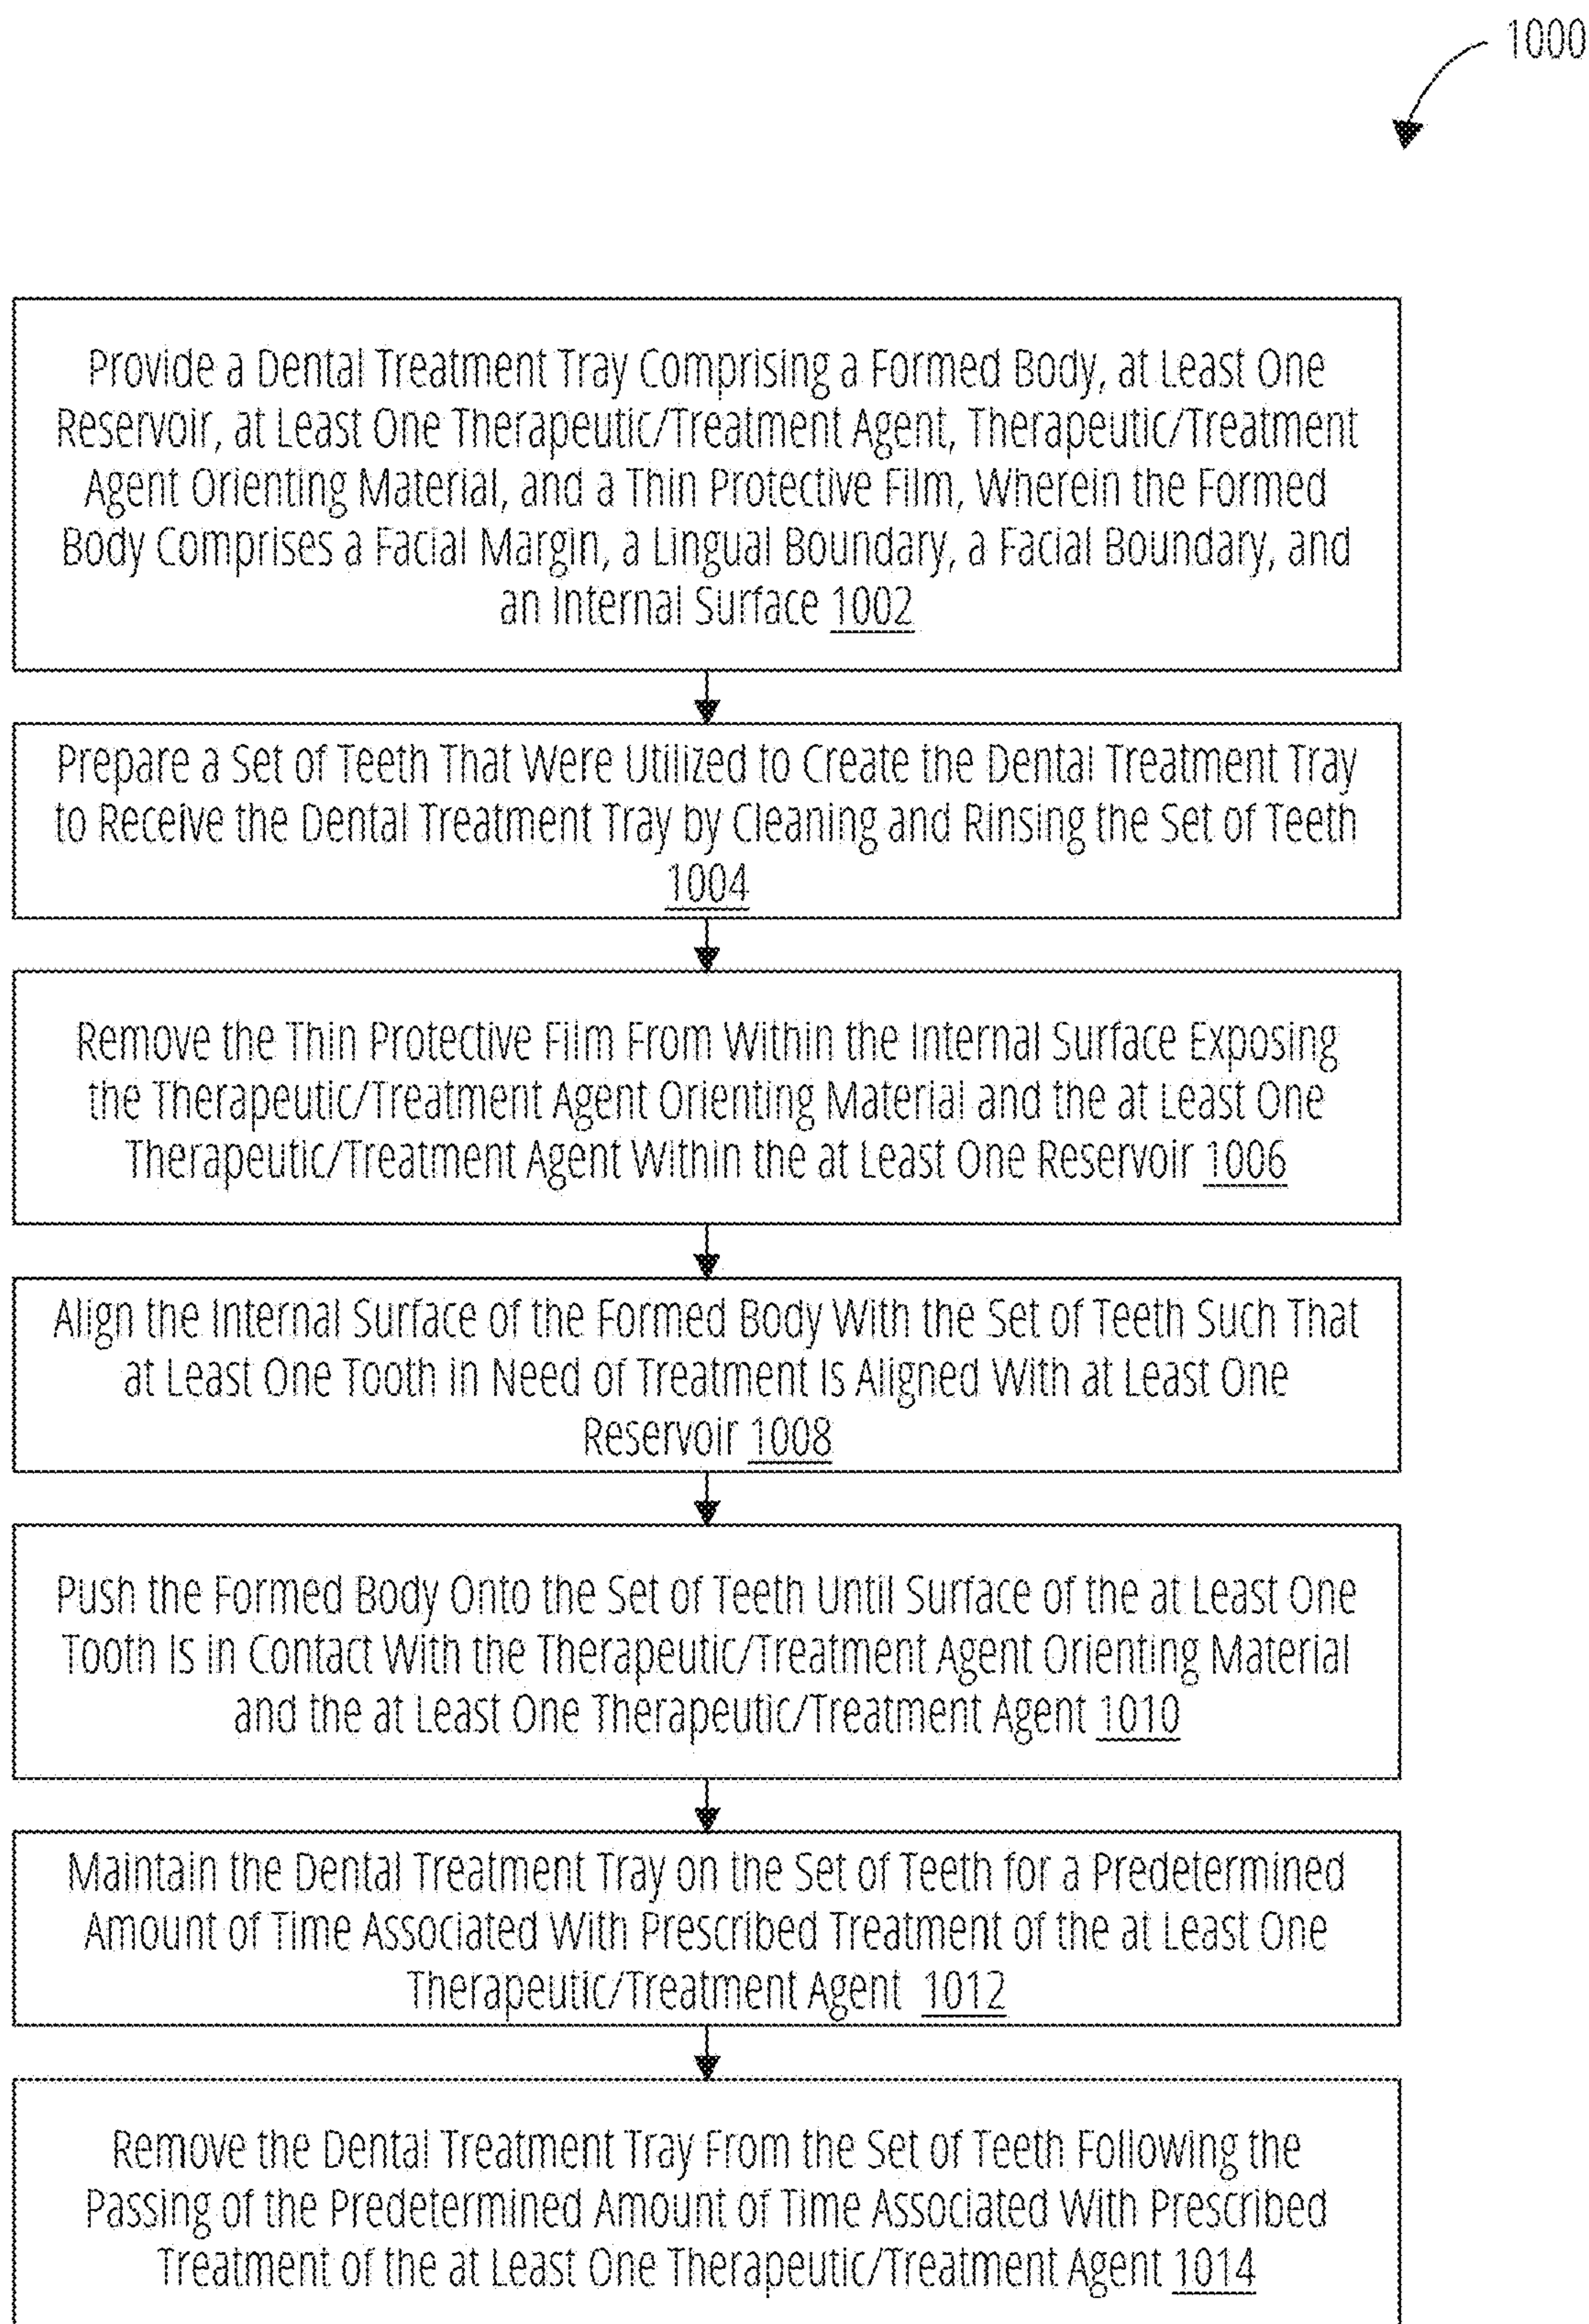 1000
Provide a Dental Treatment Tray Comprising a Formed Body, at Least One
Reservoir, at Least One Therapeutic/Treatment Agent, Therapeutic/Treatment
Agent Orienting Material, and a Thin Protective Film, Wherein the Formed
Body Comprises a Facial Margin, a Lingual Boundary, a Facial Boundary, and
an Internal Surface 1002
Prepare a Set of Teeth That Were Utilized to Create the Dental Treatment Tray
to Receive the Dental Treatment Tray by Cleaning and Rinsing the Set of Teeth
1004
Remove the Thin Protective Film From Within the Internal Surface Exposing
the Therapeutic/Treatment Agent Orienting Material and the at Least One
Therapeutic/Treatment Agent Within the at Least One Reservoir 1006
Align the Internal Surface of the Formed Body With the Set of Teeth Such That
at Least One Tooth in Need of Treatment Is Aligned With at Least One
Reservoir 1008
Push the Formed Body Onto the Set of Teeth Until Surface of the at Least One
Tooth Is in Contact With the Therapeutic/Treatment Agent Orienting Material
and the at Least One Therapeutic/Treatment Agent 1010
Maintain the Dental Treatment Tray on the Set of Teeth for a Predetermined
Amount of Time Associated With Prescribed Treatment of the at Least One
Therapeutic/Treatment Agent 1012
Remove the Dental Treatment Tray From the Set of Teeth Following the
Passing of the Predetermined Amount of Time Associated With Prescribed
Treatment of the at Least One Therapeutic/Treatment Agent 1014